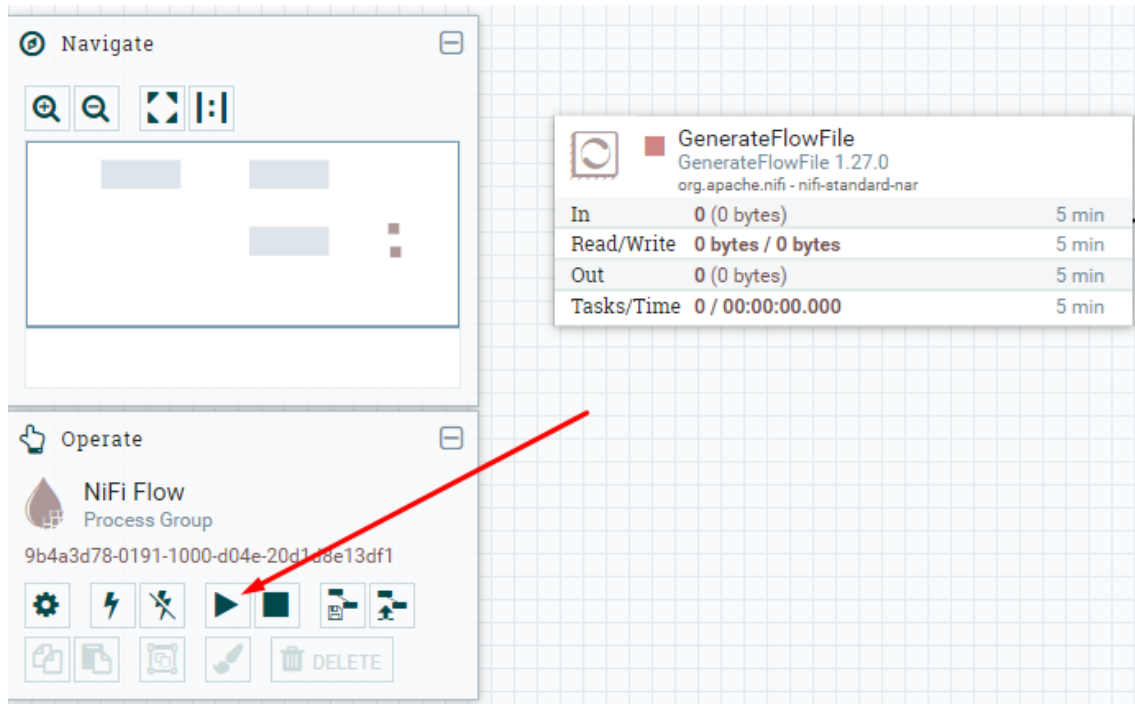 Navigate
GenerateFlowFile
GenerateFlowFile 1.27.0
org.apache.nifi - nifi-standard-nar
In 0 (0 bytes) 5 min
Read/Write 0 bytes / 0 bytes 5 min
Out 0 (0 bytes) 5 min
Tasks/Time 0 / 00:00:00.000 5 min
Operate
NiFi Flow
Process Group
9b4a3d78-0191-1000-d04e-20d1d8e13df1
DELETE